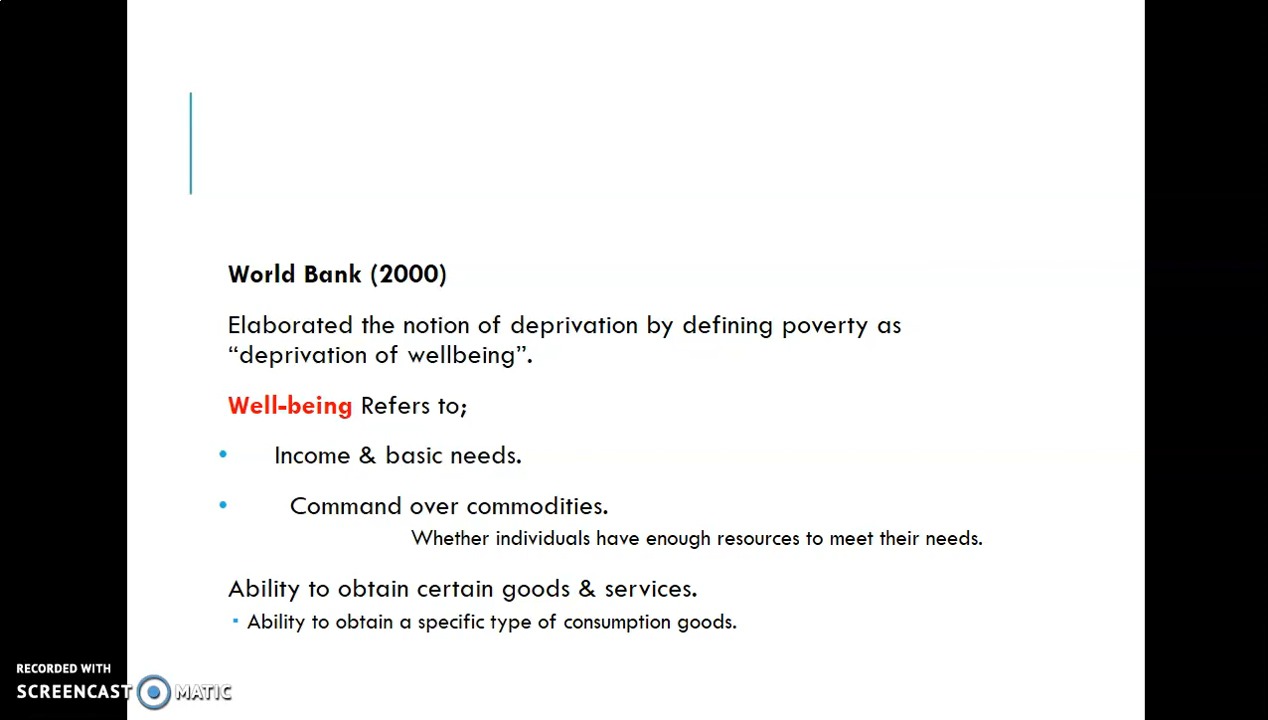 World Bank (2000)
Elaborated the notion of deprivation by defining poverty as
“deprivation of wellbeing”.
Well-being Refers to;
• Income & basic needs.
• Command over commodities.
Whether individuals have enough resources to meet their needs.
Ability to obtain certain goods & services.
▪ Ability to obtain a specific type of consumption goods.
RECORDED WITH
SCREENCAST MATIC